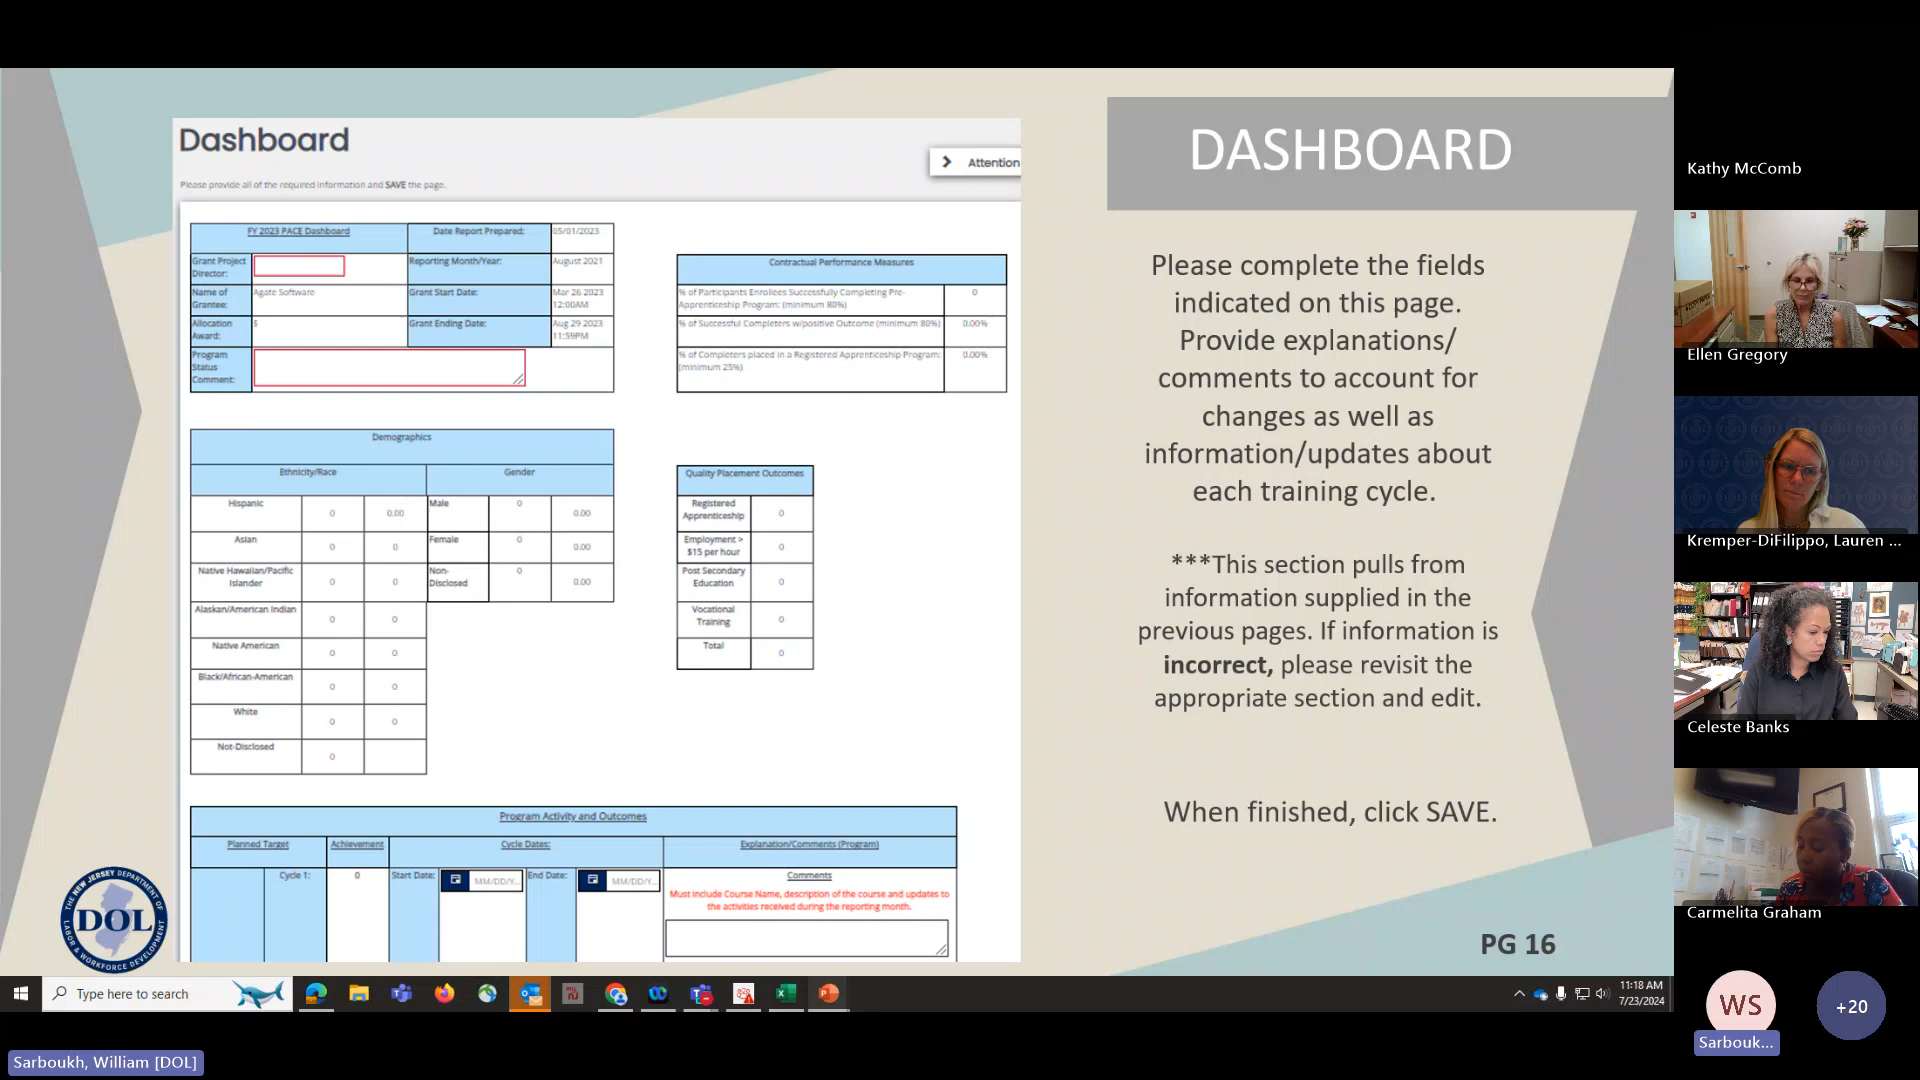 Dashboard
Attention
Please provide all of the required information and SAVE the page.
FY 2023 PACE Dashboard
Date Report Prepared:
05/01/2023
Grant Project
Director:
Reporting Month/Year:
August 2021
Name of
Grantee:
Agate Software
Grant Start Date:
Mar 26 2023
12:00AM
Allocation
Award:
$
Grant Ending Date:
Aug 29 2023
11:59PM
Program
Status
Comment:
Contractual Performance Measures
% of Participants Enrollees Successfully Completing Pre-
Apprenticeship Program: (minimum 80%)
0
% of Successful Completers w/positive Outcome (minimum 80%)
0.00%
% of Completers placed in a Registered Apprenticeship Program:
(minimum 25%)
0.00%
Demographics
Ethnicity/Race
Gender
Hispanic
0
0.00
Male
0
0.00
Asian
0
0
Female
0
0.00
Native Hawaiian/Pacific
Islander
0
0
Non-
Disclosed
0
0.00
Alaskan/American Indian
0
0
Native American
0
0
Black/African-American
0
0
White
0
0
Not-Disclosed
0
Quality Placement Outcomes
Registered
Apprenticeship
0
Employment >
$15 per hour
0
Post Secondary
Education
0
Vocational
Training
0
Total
0
Program Activity and Outcomes
Planned Target
Achievement
Cycle Dates:
Explanation/Comments (Program)
Cycle 1:
0
Start Date:
MM/DD/Y...
End Date:
MM/DD/Y...
Comments
Must include Course Name, description of the course and updates to
the activities received during the reporting month.
THE NEW JERSEY DEPARTMENT OF
DOL
LABOR & WORKFORCE DEVELOPMENT
DASHBOARD
Please complete the fields
indicated on this page.
Provide explanations/
comments to account for
changes as well as
information/updates about
each training cycle.
***This section pulls from
information supplied in the
previous pages. If information is
incorrect, please revisit the
appropriate section and edit.
When finished, click SAVE.
PG 16
Type here to search
11:18 AM
7/23/2024
Kathy McComb
Ellen Gregory
Kremper-DiFilippo, Lauren ...
Celeste Banks
Carmelita Graham
WS
+20
Sarbouk...
Sarboukh, William [DOL]